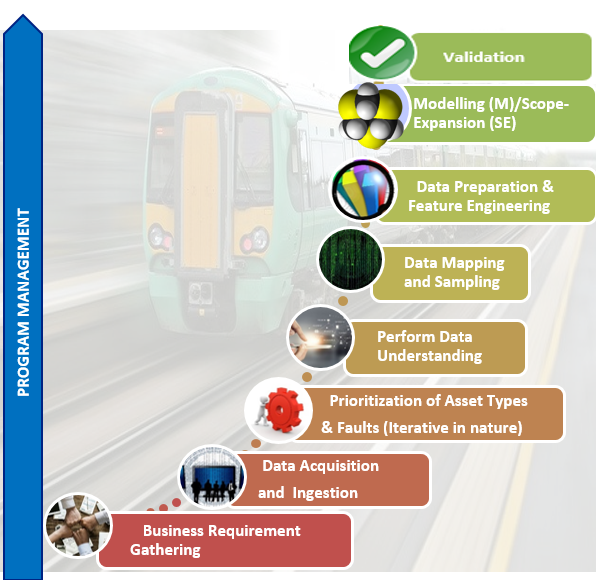 Validation
Modelling (M)/Scope-
Expansion (SE)
Data Preparation &
Feature Engineering
Data Mapping
and Sampling
Perform Data
Understanding
Prioritization of Asset Types
& Faults (Iterative in nature)
Data Acquisition
and Ingestion
Business Requirement
Gathering
PROGRAM MANAGEMENT